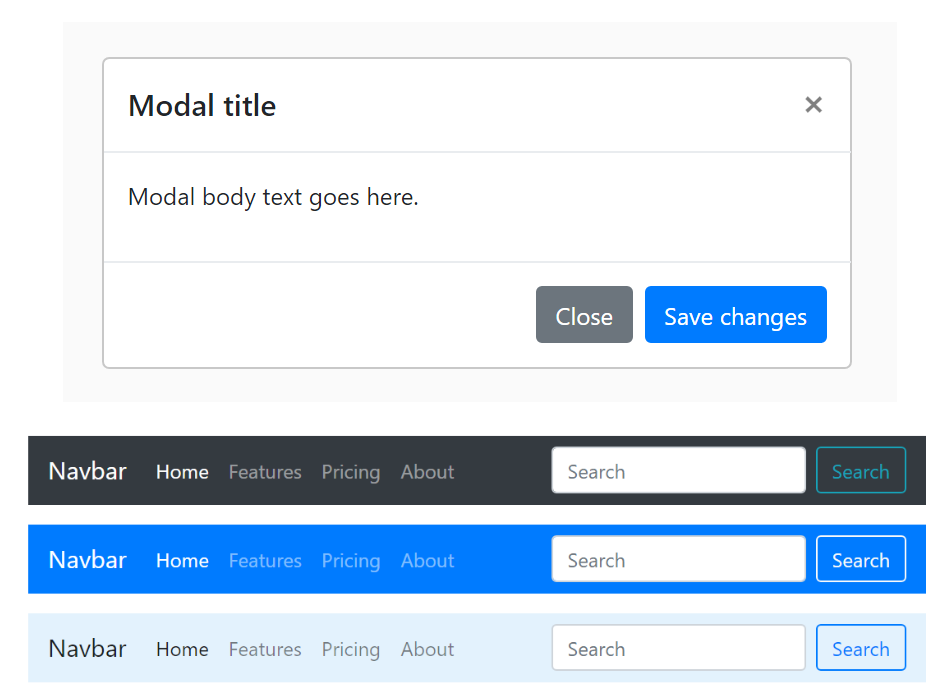 Modal title ×
Modal body text goes here.
Close Save changes
Navbar Home Features Pricing About Search Search
Navbar Home Features Pricing About Search Search
Navbar Home Features Pricing About Search Search